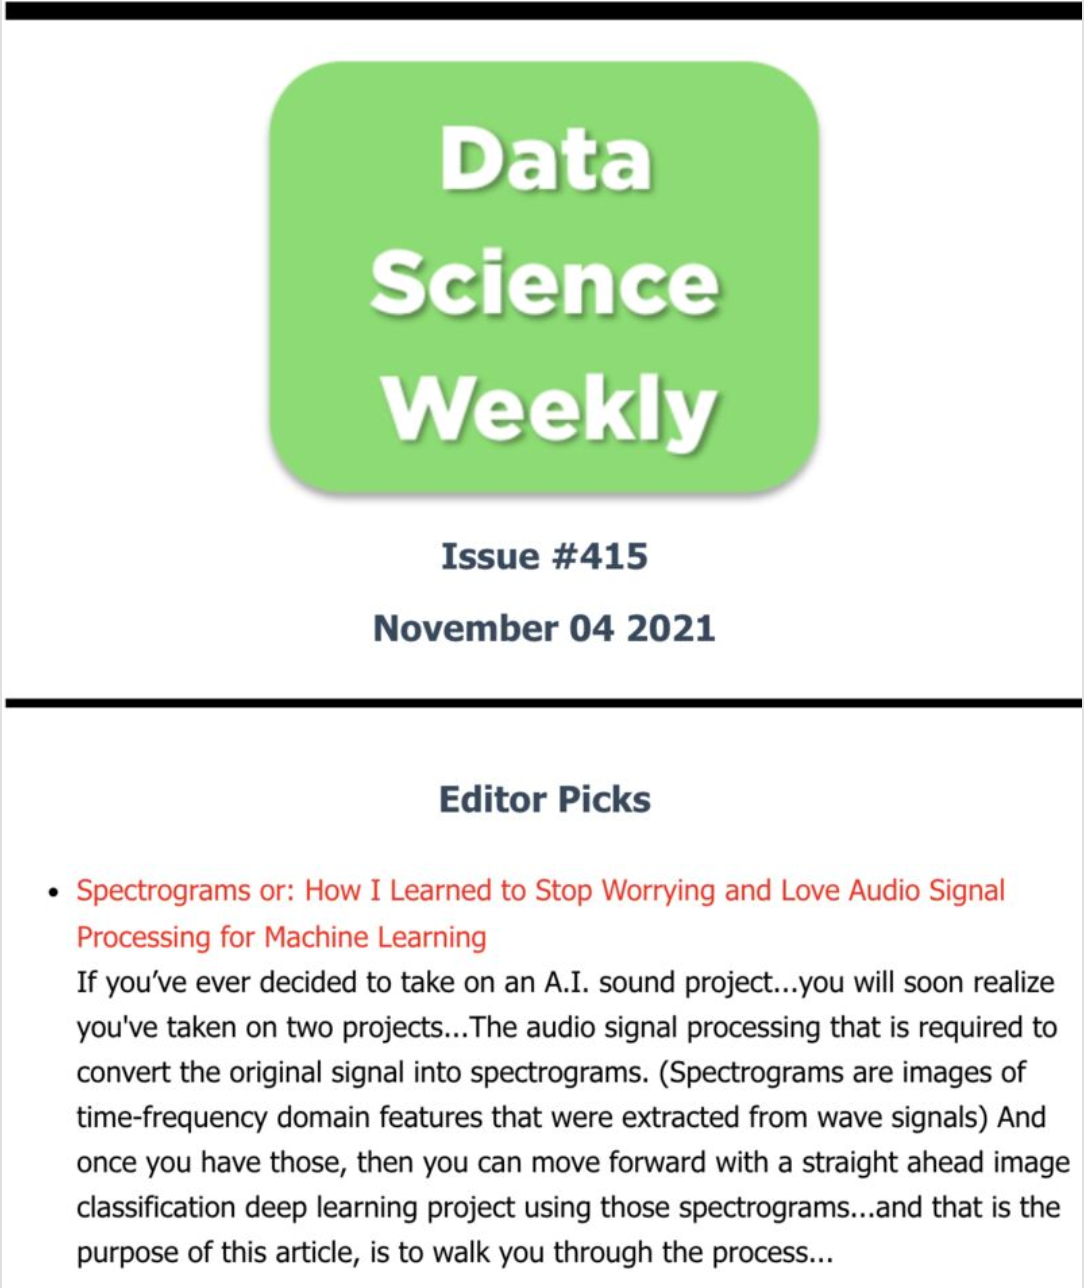 Data
Science
Weekly
Issue #415
November 04 2021
Editor Picks
• Spectrograms or: How I Learned to Stop Worrying and Love Audio Signal
Processing for Machine Learning
If you’ve ever decided to take on an A.I. sound project...you will soon realize
you've taken on two projects...The audio signal processing that is required to
convert the original signal into spectrograms. (Spectrograms are images of
time-frequency domain features that were extracted from wave signals) And
once you have those, then you can move forward with a straight ahead image
classification deep learning project using those spectrograms...and that is the
purpose of this article, is to walk you through the process...